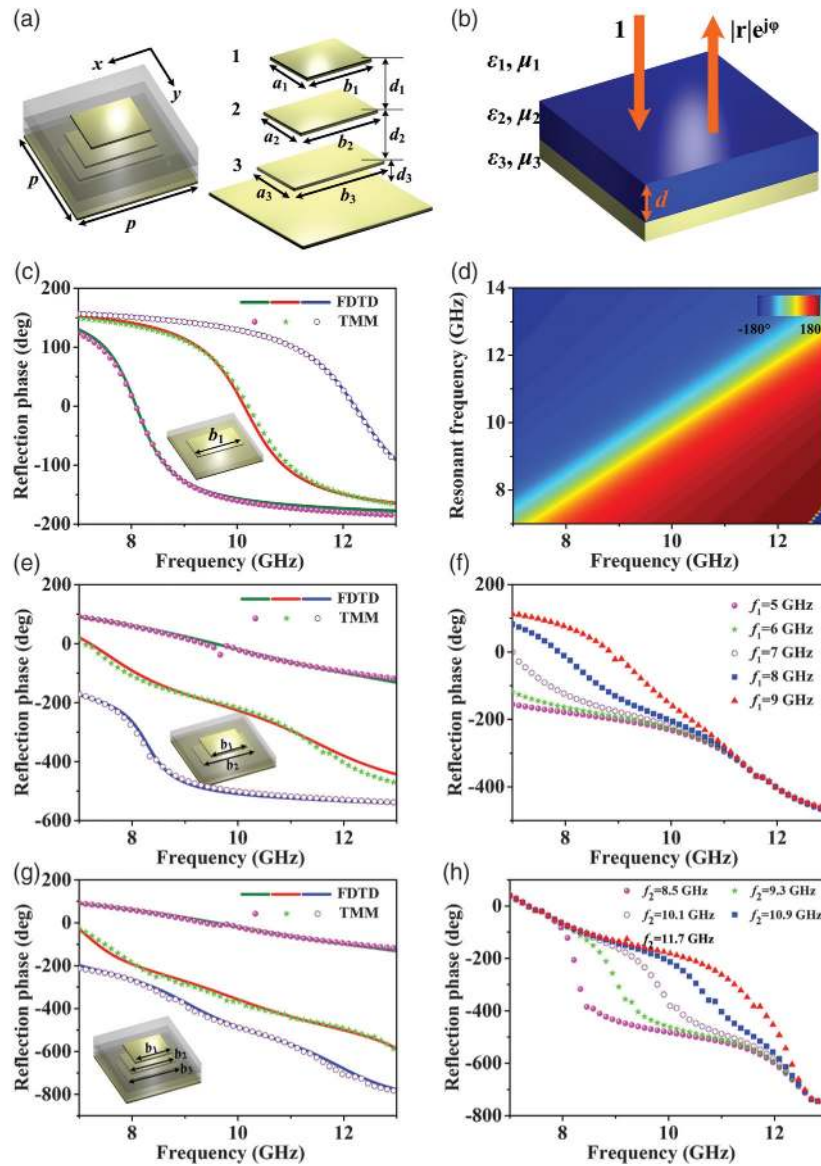 (a)
x
y
p
p
1
a₁
b₁
d₁
2
a₂
b₂
d₂
3
a₃
b₃
d₃
(b)
1
|r|eʲᵠ
ε₁, μ₁
ε₂, μ₂
ε₃, μ₃
d
(c)
200
100
0
-100
-200
Reflection phase (deg)
FDTD
TMM
b₁
8
10
12
Frequency (GHz)
(d)
14
12
10
8
Resonant frequency (GHz)
-180°
180
8
10
12
Frequency (GHz)
(e)
200
0
-200
-400
-600
Reflection phase (deg)
FDTD
TMM
b₁
b₂
8
10
12
Frequency (GHz)
(f)
200
0
-200
-400
Reflection phase (deg)
f₁=5 GHz
f₁=6 GHz
f₁=7 GHz
f₁=8 GHz
f₁=9 GHz
8
10
12
Frequency (GHz)
(g)
200
0
-200
-400
-600
-800
Reflection phase (deg)
FDTD
TMM
b₁
b₂
b₃
8
10
12
Frequency (GHz)
(h)
0
-200
-400
-600
-800
Reflection phase (deg)
f₂=8.5 GHz
f₂=9.3 GHz
f₂=10.1 GHz
f₂=10.9 GHz
f₂=11.7 GHz
8
10
12
Frequency (GHz)